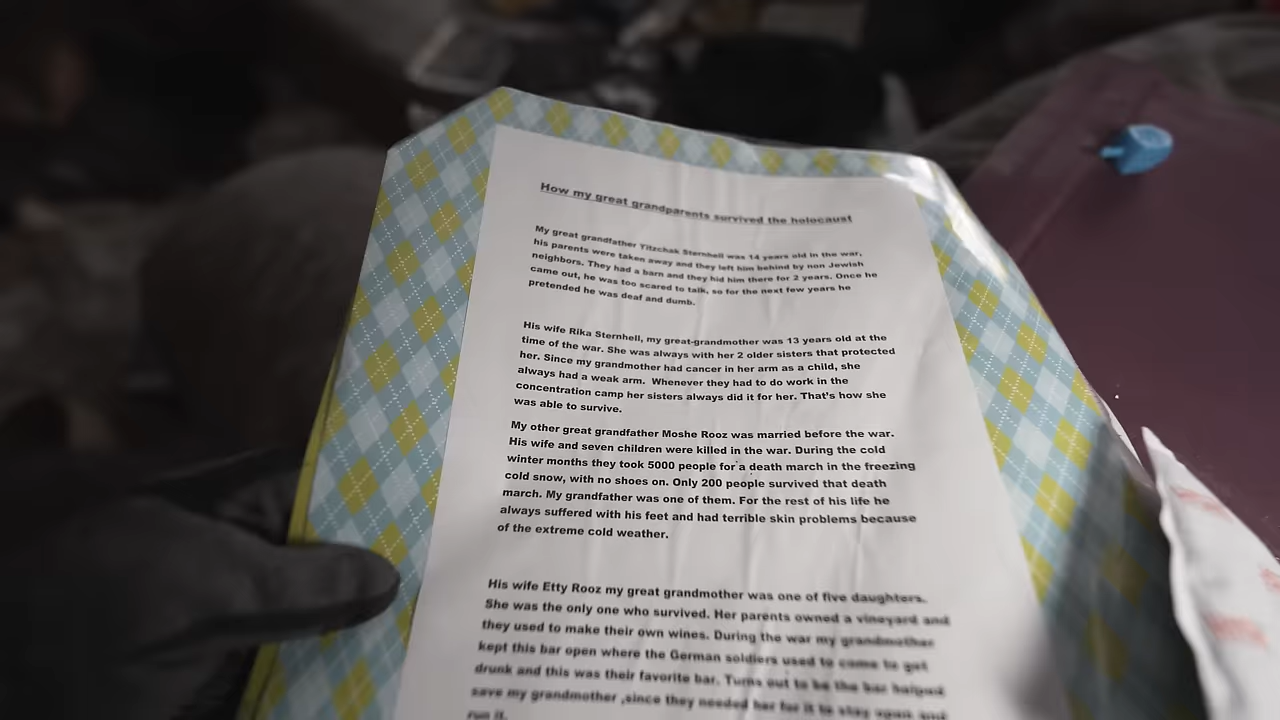 How my great grandparents survived the holocaust
My great grandfather Yitzchak Sternhell was 14 years old in the war,
his parents were taken away and they left him behind by non Jewish
neighbors. They had a barn and they hid him there for 2 years. Once he
came out, he was too scared to talk, so for the next few years he
pretended he was deaf and dumb.
His wife Rika Sternhell, my great-grandmother was 13 years old at the
time of the war. She was always with her 2 older sisters that protected
her. Since my grandmother had cancer in her arm as a child, she
always had a weak arm. Whenever they had to do work in the
concentration camp her sisters always did it for her. That's how she
was able to survive.
My other great grandfather Moshe Rooz was married before the war.
His wife and seven children were killed in the war. During the cold
winter months they took 5000 people for a death march in the freezing
cold snow, with no shoes on. Only 200 people survived that death
march. My grandfather was one of them. For the rest of his life he
always suffered with his feet and had terrible skin problems because
of the extreme cold weather.
His wife Etty Rooz my great grandmother was one of five daughters.
She was the only one who survived. Her parents owned a vineyard and
they used to make their own wines. During the war my grandmother
kept this bar open where the German soldiers used to come to get
drunk and this was their favorite bar. Turns out to be the bar helped
save my grandmother ,since they needed her for it to stay open and
run it.